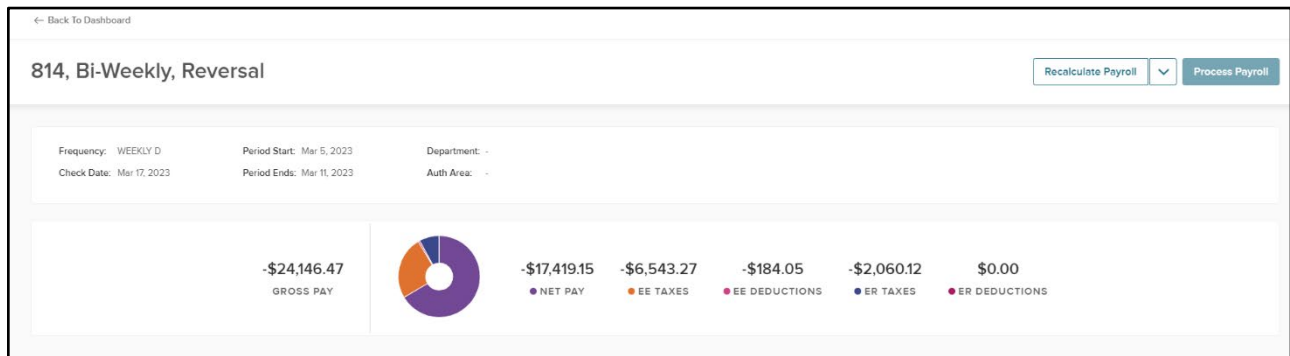 ← Back To Dashboard
814, Bi-Weekly, Reversal
Recalculate Payroll
Process Payroll
Frequency: WEEKLY D Period Start: Mar 5, 2023 Department: -
Check Date: Mar 17, 2023 Period Ends: Mar 11, 2023 Auth Area: -
-$24,146.47 -$17,419.15 -$6,543.27 -$184.05 -$2,060.12 $0.00
GROSS PAY NET PAY EE TAXES EE DEDUCTIONS ER TAXES ER DEDUCTIONS